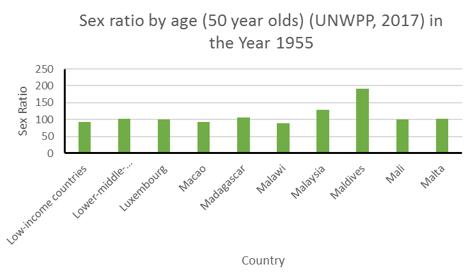 Sex ratio by age (50 year olds) (UNWPP, 2017) in
the Year 1955
250
200
150
100
50
0
Sex Ratio
Low-income countries
Lower-middle-...
Luxembourg
Macao
Madagascar
Malawi
Malaysia
Maldives
Mali
Malta
Country